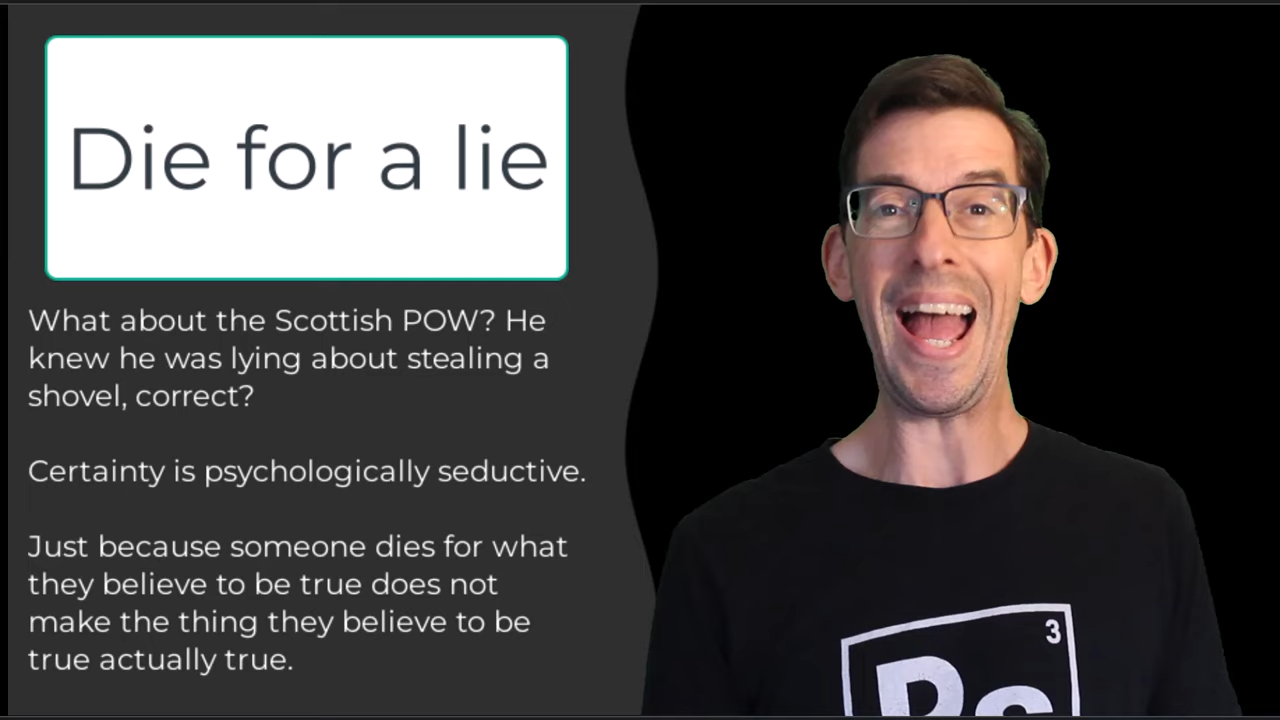 Die for a lie
What about the Scottish POW? He
knew he was lying about stealing a
shovel, correct?
Certainty is psychologically seductive.
Just because someone dies for what
they believe to be true does not
make the thing they believe to be
true actually true.
3